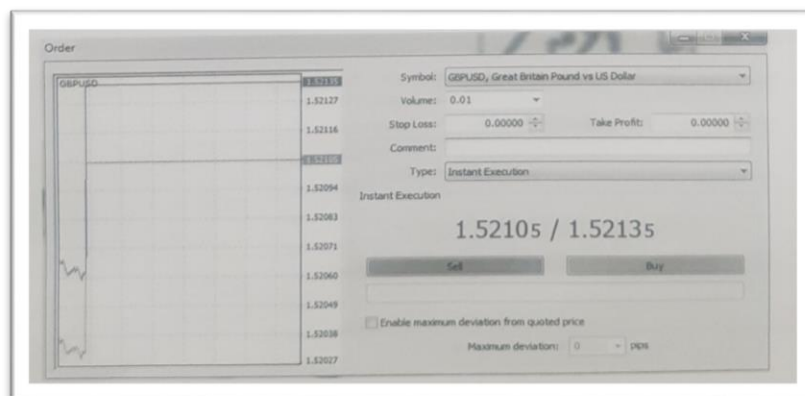 Order
GBPUSD
1.52135
1.52127
1.52116
1.52105
1.52094
1.52083
1.52071
1.52060
1.52049
1.52038
1.52027
Symbol: GBPUSD, Great Britain Pound vs US Dollar
Volume: 0.01
Stop Loss: 0.00000 Take Profit: 0.00000
Comment:
Type: Instant Execution
Instant Execution
1.52105 / 1.52135
Sell Buy
Enable maximum deviation from quoted price
Maximum deviation: 0 pips